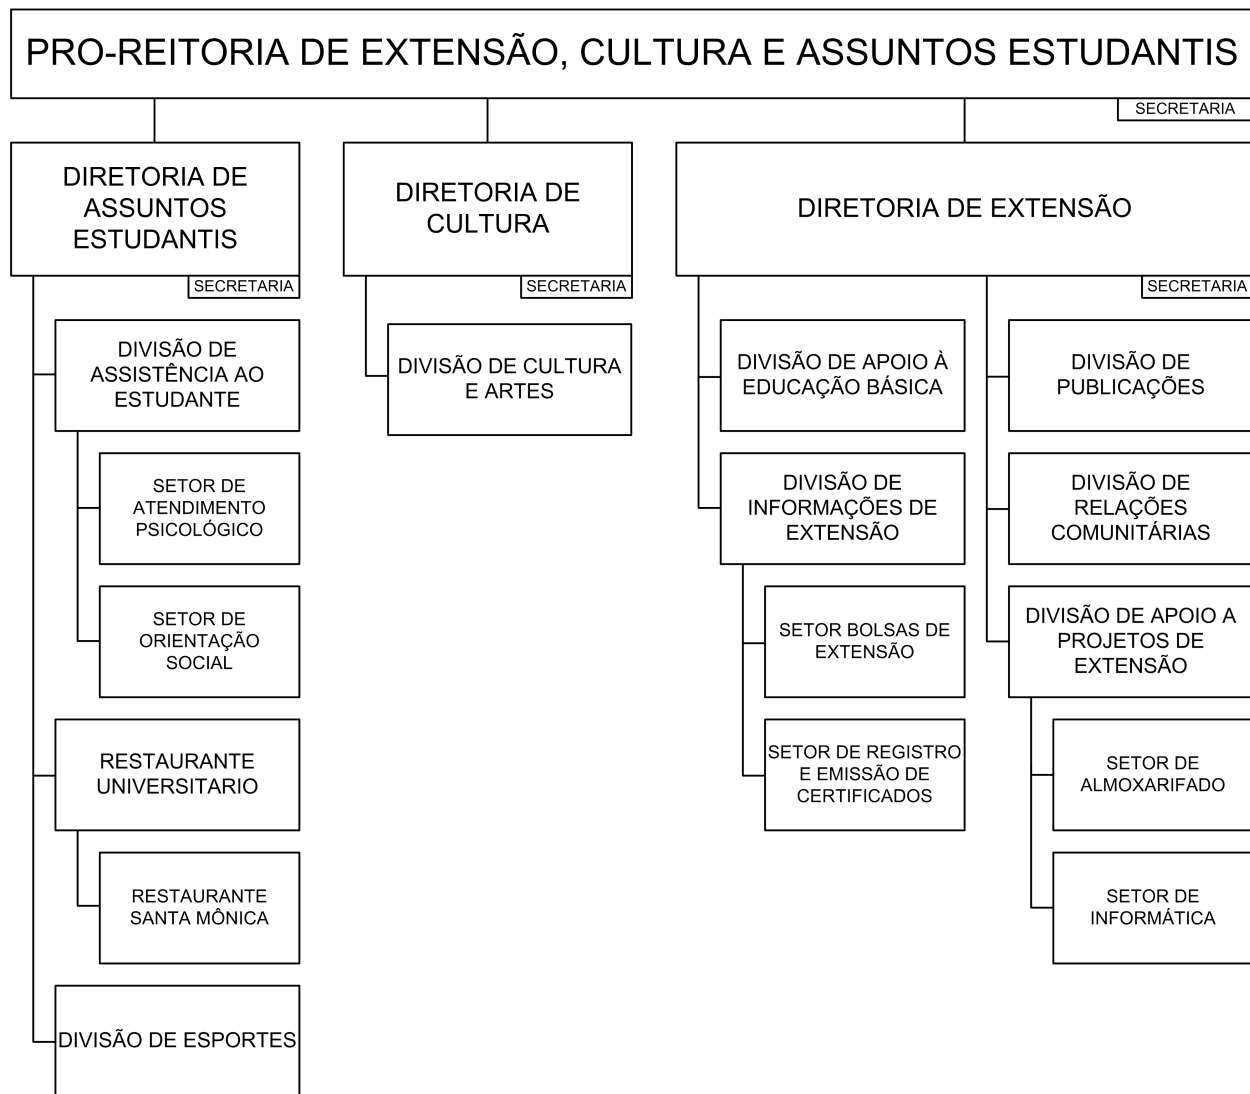 PRO-REITORIA DE EXTENSÃO, CULTURA E ASSUNTOS ESTUDANTIS
SECRETARIA
DIRETORIA DE
ASSUNTOS
ESTUDANTIS
SECRETARIA
DIVISÃO DE
ASSISTÊNCIA AO
ESTUDANTE
SETOR DE
ATENDIMENTO
PSICOLÓGICO
SETOR DE
ORIENTAÇÃO
SOCIAL
RESTAURANTE
UNIVERSITARIO
RESTAURANTE
SANTA MÔNICA
DIVISÃO DE ESPORTES
DIRETORIA DE
CULTURA
SECRETARIA
DIVISÃO DE CULTURA
E ARTES
DIRETORIA DE EXTENSÃO
SECRETARIA
DIVISÃO DE APOIO À
EDUCAÇÃO BÁSICA
DIVISÃO DE
INFORMAÇÕES DE
EXTENSÃO
SETOR BOLSAS DE
EXTENSÃO
SETOR DE REGISTRO
E EMISSÃO DE
CERTIFICADOS
DIVISÃO DE
PUBLICAÇÕES
DIVISÃO DE
RELAÇÕES
COMUNITÁRIAS
DIVISÃO DE APOIO A
PROJETOS DE
EXTENSÃO
SETOR DE
ALMOXARIFADO
SETOR DE
INFORMÁTICA